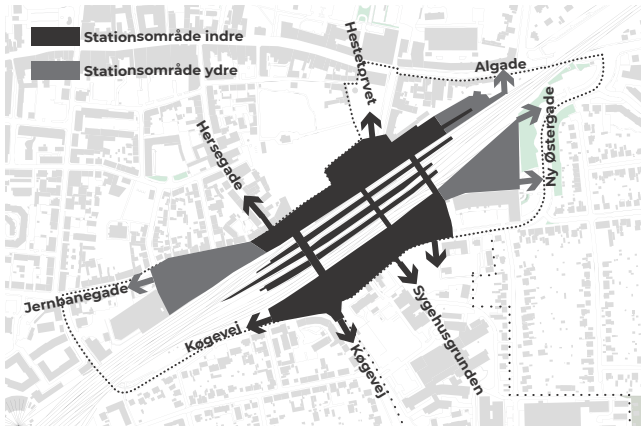 Stationsområde indre
Stationsområde ydre
Hestetorvet
Algade
Ny Østergade
Hersegade
Jernbanegade
Køgevej
Køgevej
Sygehusgrunden